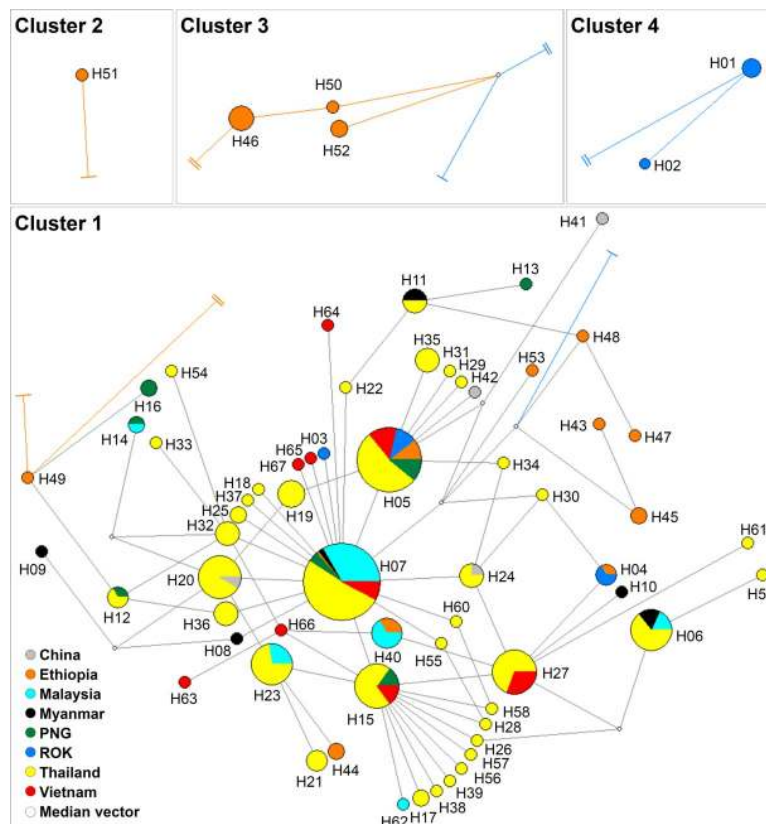 Cluster 2
Cluster 3
Cluster 4
H51
H50
H46
H52
H01
H02
Cluster 1
H41
H11
H13
H64
H48
H35
H31
H29
H53
H54
H42
H22
H16
H14
H33
H43
H47
H65
H03
H67
H05
H34
H49
H18
H37
H25
H19
H30
H45
H32
H61
H09
H20
H07
H24
H04
H10
H12
H36
H60
H08
H66
H40
H55
H06
H63
H23
H27
H15
H58
H28
H26
H57
H56
H39
H38
H17
H62
H21
H44
China
Ethiopia
Malaysia
Myanmar
PNG
ROK
Thailand
Vietnam
Median vector